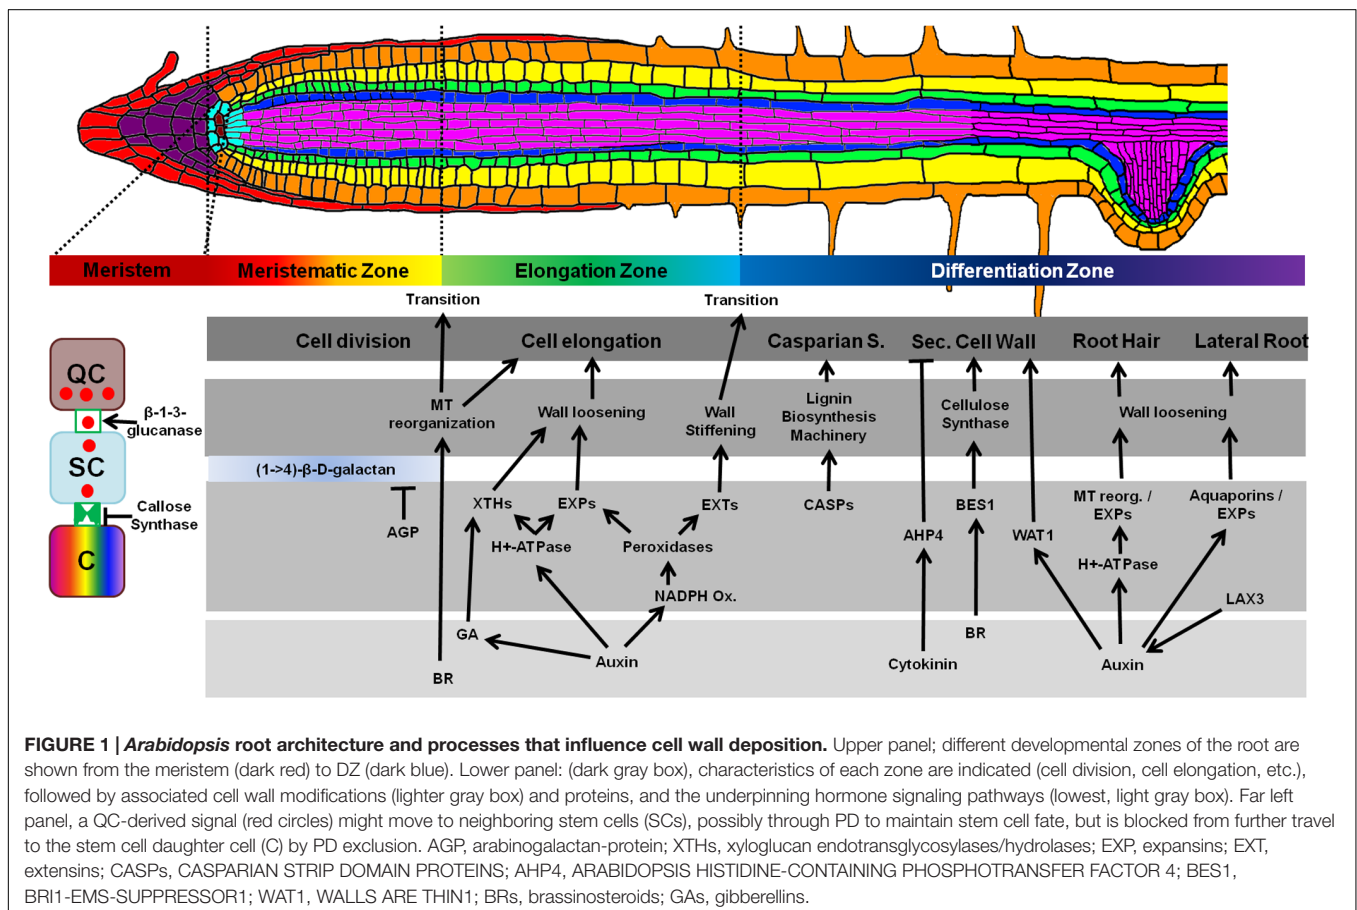 Meristem
Meristematic Zone
Elongation Zone
Differentiation Zone
Transition
Transition
Cell division
Cell elongation
Casparian S.
Sec. Cell Wall
Root Hair
Lateral Root
QC
β-1-3-
glucanase
SC
Callose
Synthase
C
MT
reorganization
Wall loosening
Wall
Stiffening
Lignin
Biosynthesis
Machinery
Cellulose
Synthase
Wall loosening
(1->4)-β-D-galactan
AGP
XTHs
EXPs
EXTs
CASPs
BES1
MT reorg. /
EXPs
Aquaporins /
EXPs
H+-ATPase
Peroxidases
AHP4
WAT1
H+-ATPase
NADPH Ox.
LAX3
GA
BR
Auxin
BR
Cytokinin
Auxin
FIGURE 1 | Arabidopsis root architecture and processes that influence cell wall deposition. Upper panel; different developmental zones of the root are
shown from the meristem (dark red) to DZ (dark blue). Lower panel: (dark gray box), characteristics of each zone are indicated (cell division, cell elongation, etc.),
followed by associated cell wall modifications (lighter gray box) and proteins, and the underpinning hormone signaling pathways (lowest, light gray box). Far left
panel, a QC-derived signal (red circles) might move to neighboring stem cells (SCs), possibly through PD to maintain stem cell fate, but is blocked from further travel
to the stem cell daughter cell (C) by PD exclusion. AGP, arabinogalactan-protein; XTHs, xyloglucan endotransglycosylases/hydrolases; EXP, expansins; EXT,
extensins; CASPs, CASPARIAN STRIP DOMAIN PROTEINS; AHP4, ARABIDOPSIS HISTIDINE-CONTAINING PHOSPHOTRANSFER FACTOR 4; BES1,
BRI1-EMS-SUPPRESSOR1; WAT1, WALLS ARE THIN1; BRs, brassinosteroids; GAs, gibberellins.